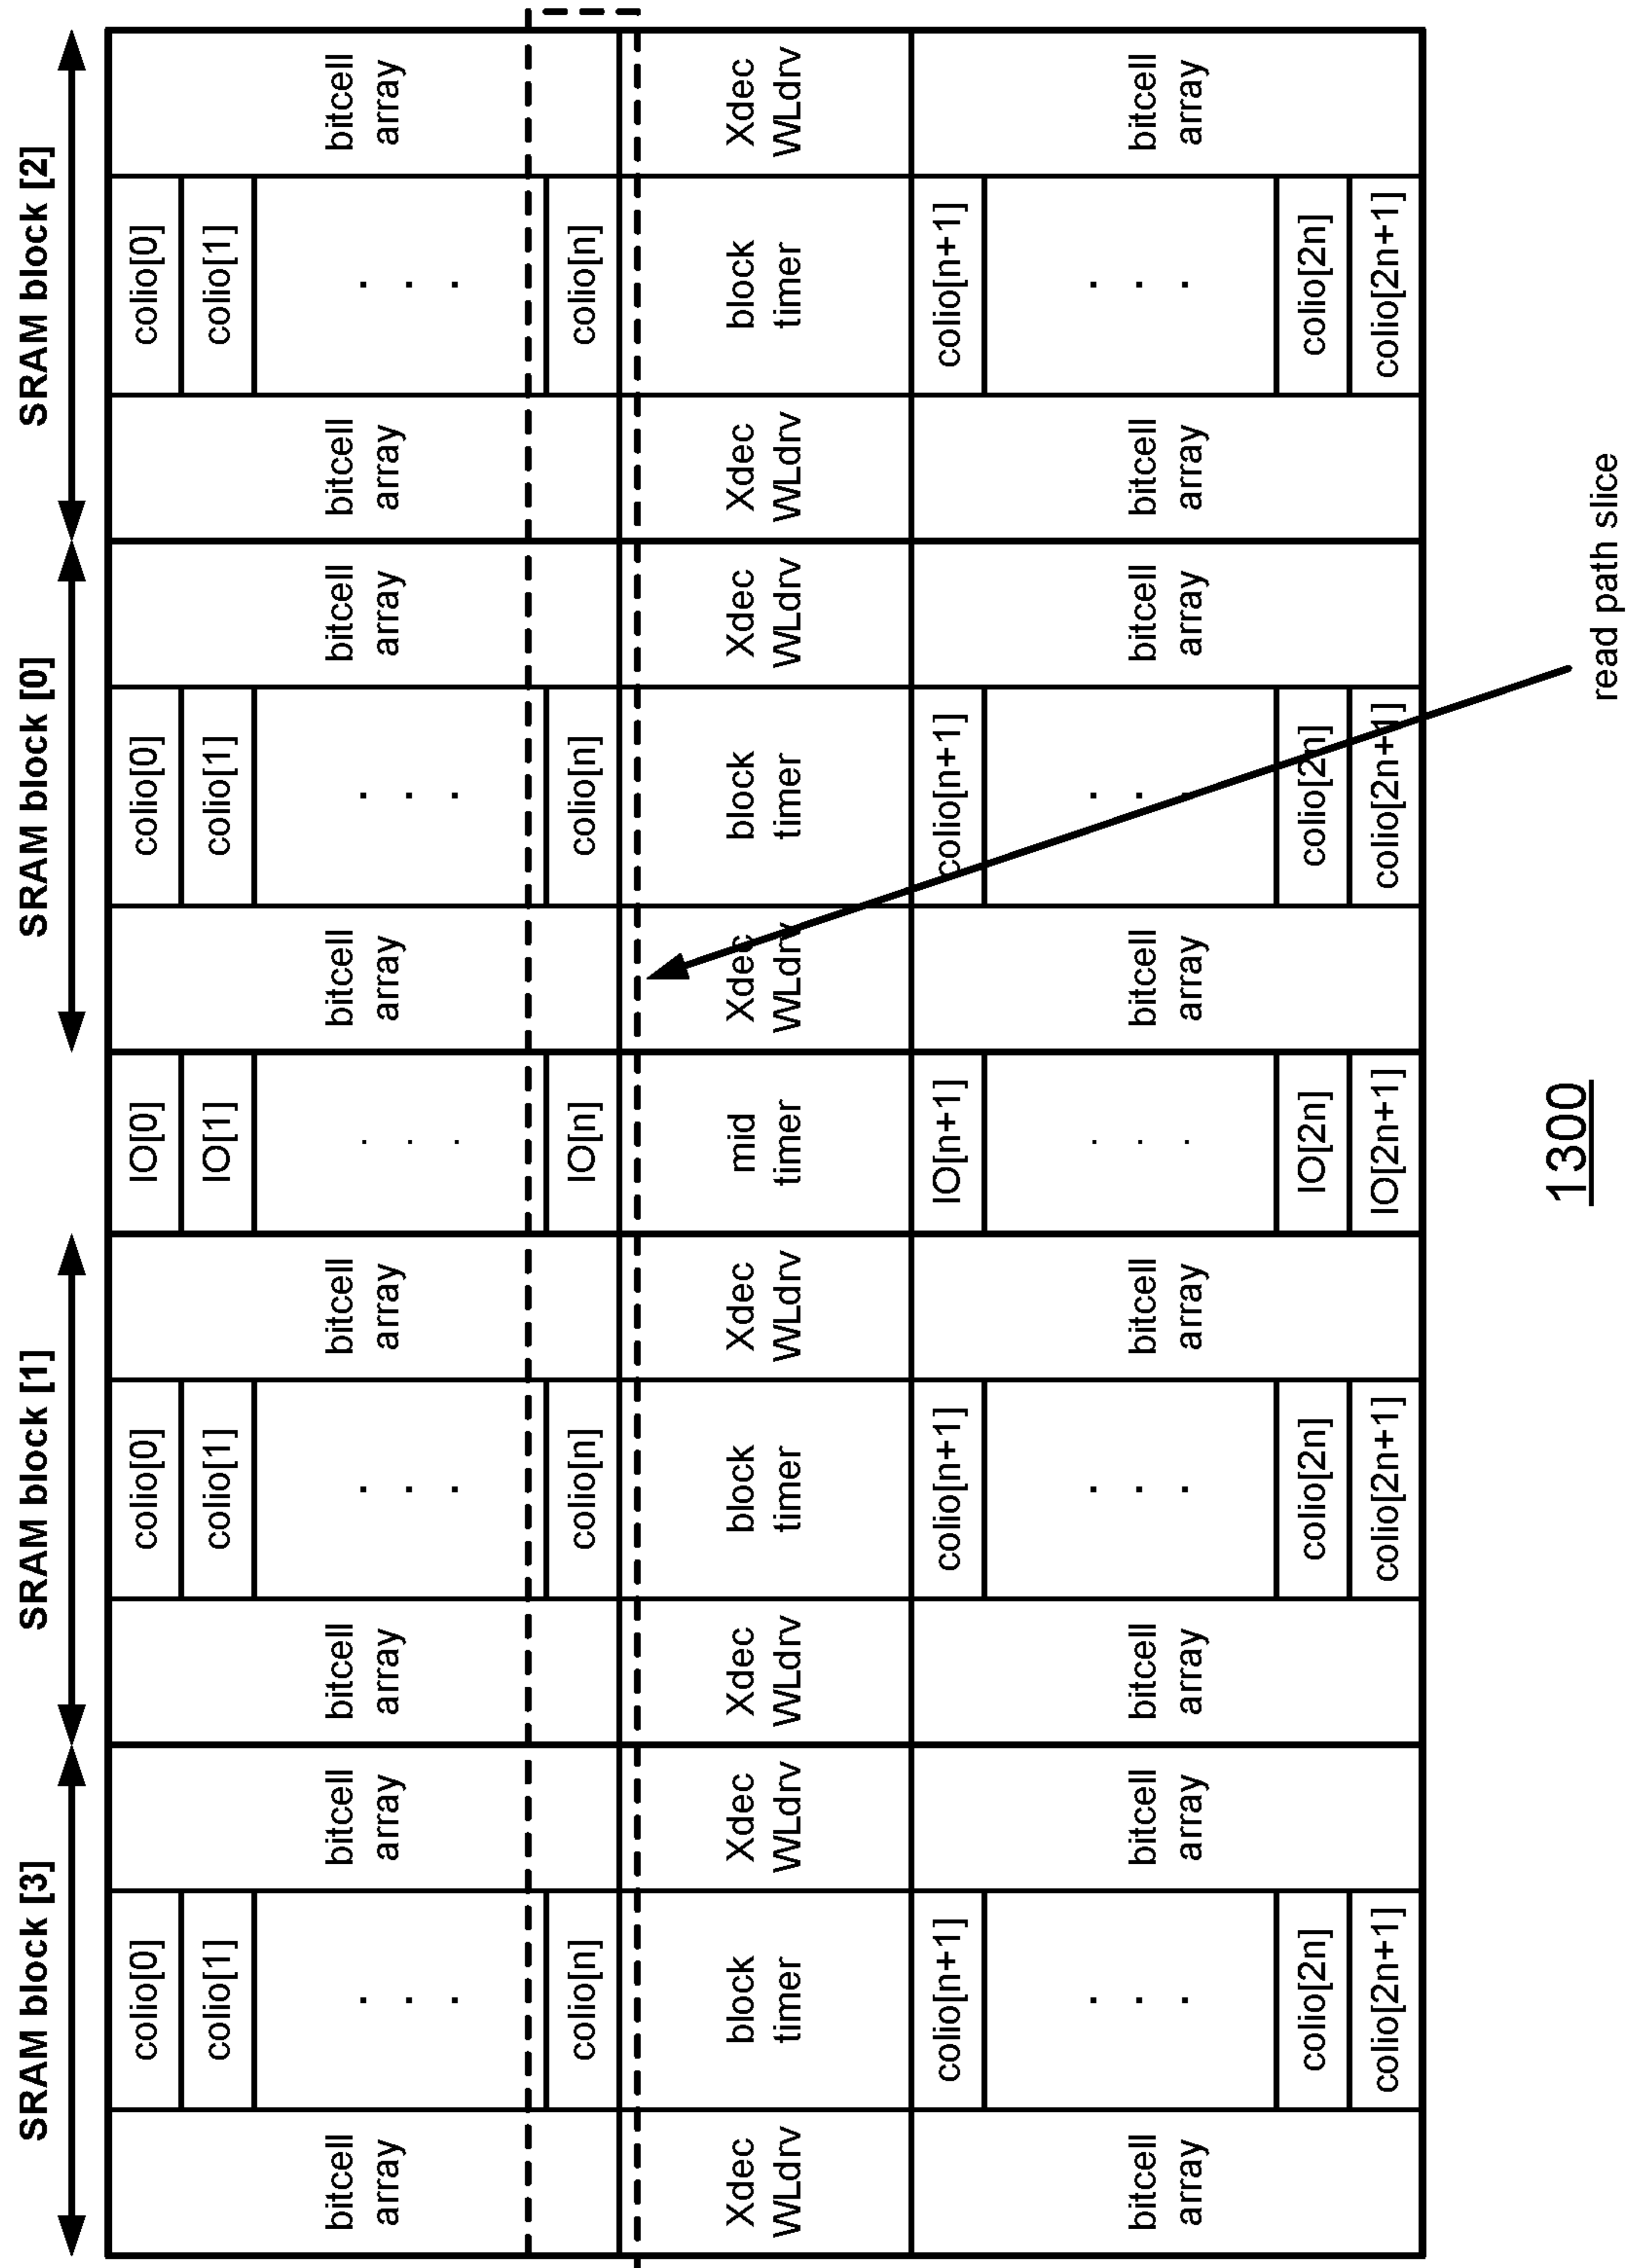 SRAM block [3] SRAM block [1] SRAM block [0] SRAM block [2]
colio[0] colio[0] IO[0] colio[0] colio[0]
colio[1] colio[1] IO[1] colio[1] colio[1]
bitcell . bitcell bitcell . bitcell . bitcell . bitcell bitcell . bitcell
array . array array . array . array . array array . array
. . . . .
colio[n] colio[n] IO[n] colio[n] colio[n]
Xdec block Xdec Xdec block Xdec mid Xdec block Xdec Xdec block Xdec
WLdrv timer WLdrv WLdrv timer WLdrv timer WLdrv timer WLdrv WLdrv timer WLdrv
colio[n+1] colio[n+1] IO[n+1] colio[n+1] colio[n+1]
bitcell . bitcell bitcell . bitcell . bitcell . bitcell bitcell . bitcell
array . array array . array . array . array array . array
colio[2n] colio[2n] IO[2n] colio[2n] colio[2n]
colio[2n+1] colio[2n+1] IO[2n+1] colio[2n+1] colio[2n+1]
1300
read path slice